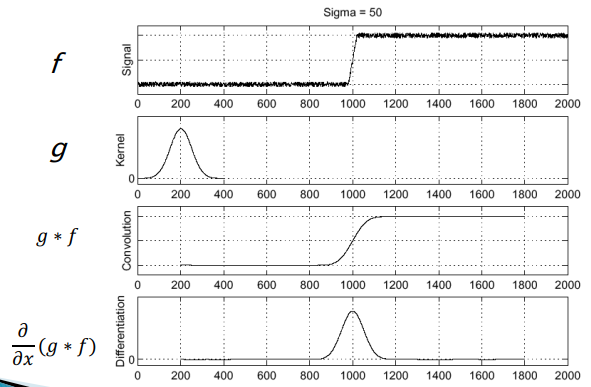 Sigma = 50
f
Signal
0 200 400 600 800 1000 1200 1400 1600 1800 2000
g
Kernel
0
0 200 400 600 800 1000 1200 1400 1600 1800 2000
g ∗ f
Convolution
0 200 400 600 800 1000 1200 1400 1600 1800 2000
∂/∂x (g ∗ f)
Differentiation
0
0 200 400 600 800 1000 1200 1400 1600 1800 2000